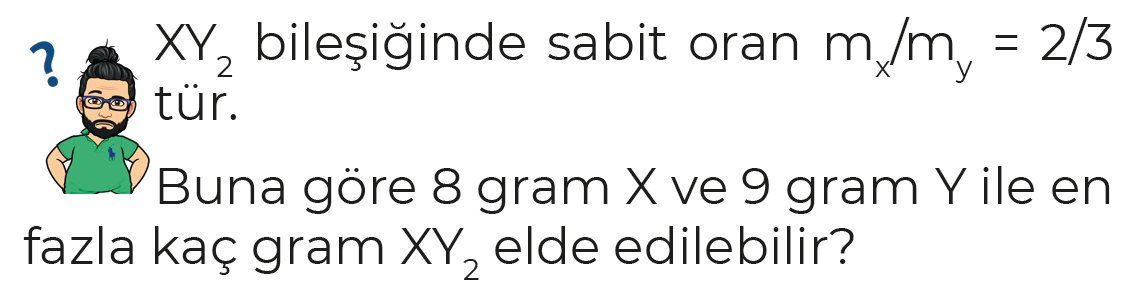 XY₂ bileşiğinde sabit oran mₓ/mᵧ = 2/3
tür.
Buna göre 8 gram X ve 9 gram Y ile en
fazla kaç gram XY₂ elde edilebilir?